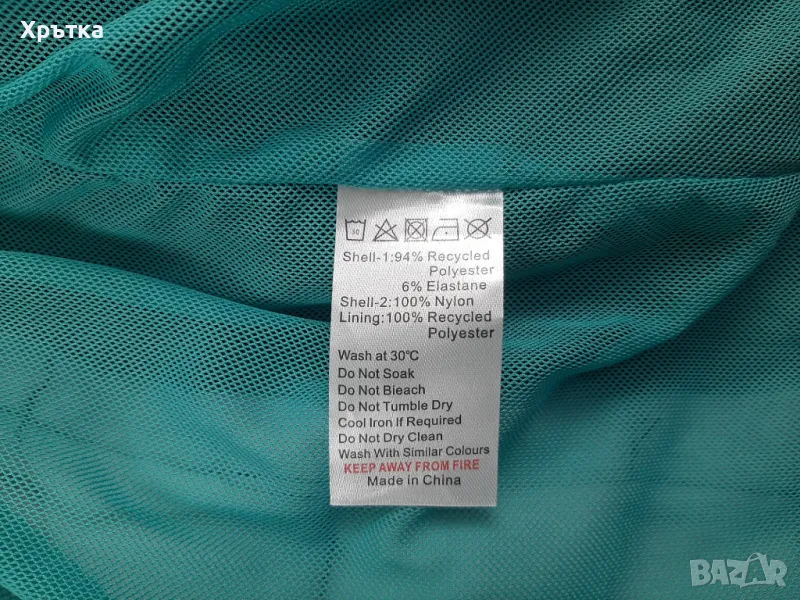 Хрътка
30
Shell-1:94% Recycled
Polyester
6% Elastane
Shell-2:100% Nylon
Lining:100% Recycled
Polyester
Wash at 30℃
Do Not Soak
Do Not Bleach
Do Not Tumble Dry
Cool Iron If Required
Do Not Dry Clean
Wash With Similar Colours
KEEP AWAY FROM FIRE
Made in China
BAZAR